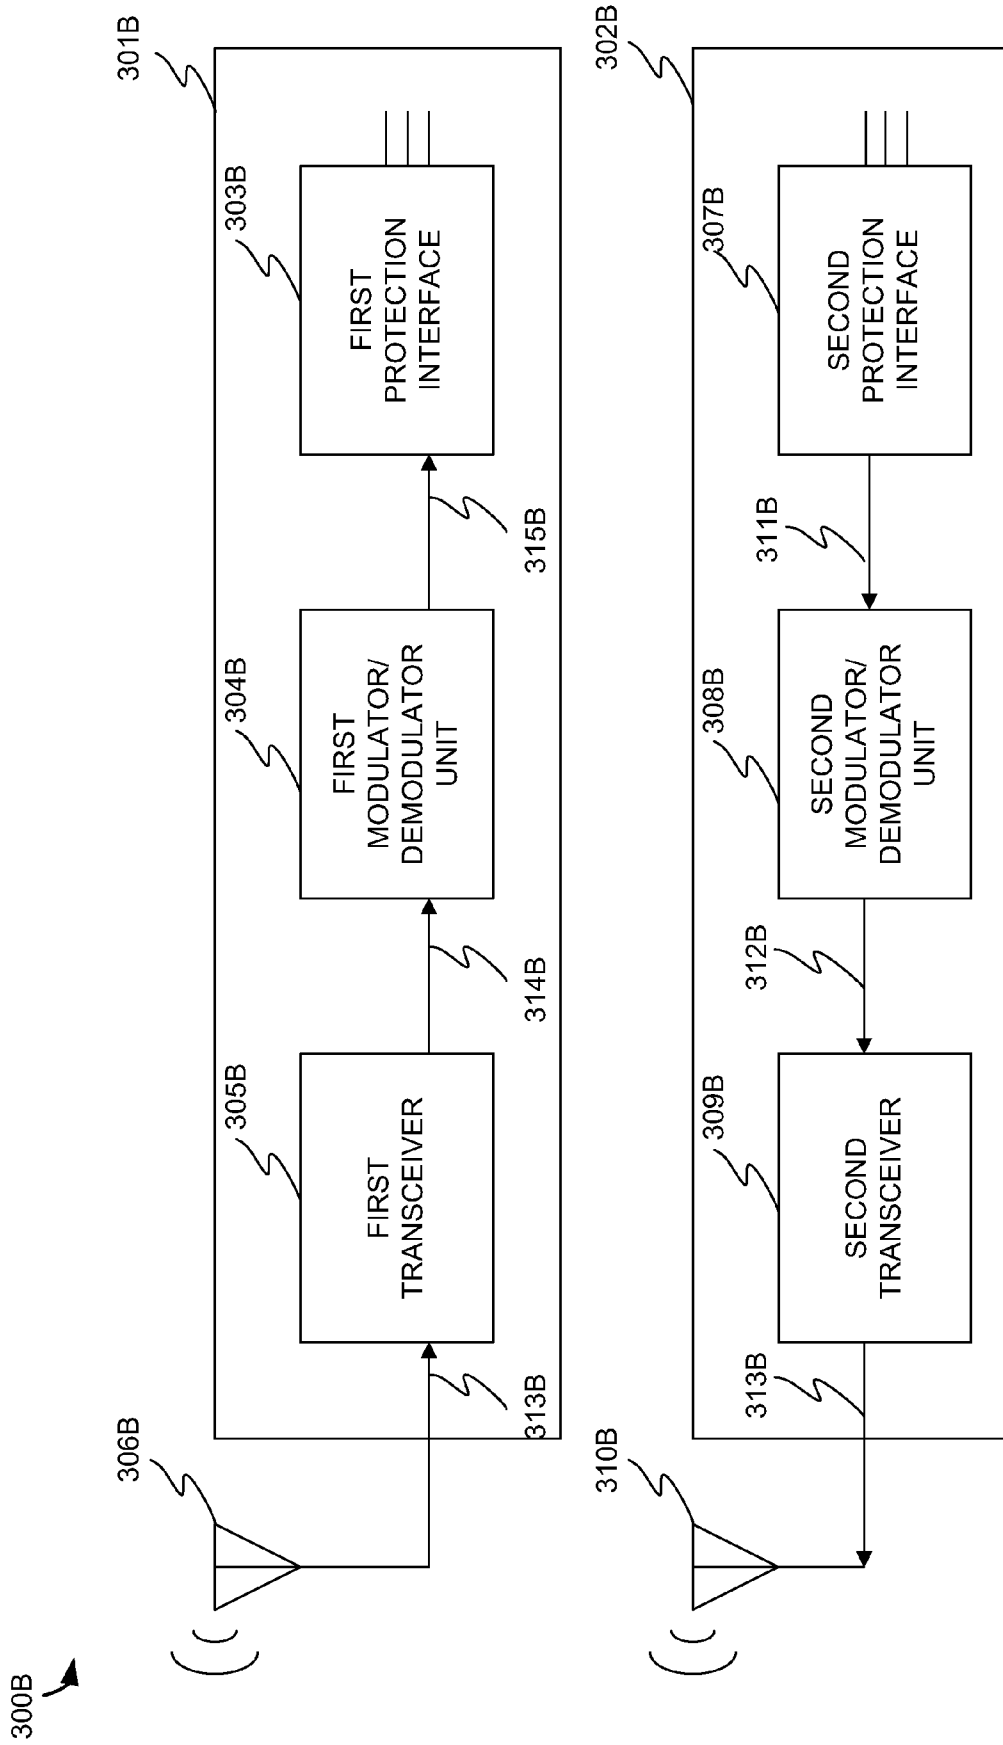 300B
306B
301B
305B
304B
303B
FIRST
TRANSCEIVER
FIRST
MODULATOR/
DEMODULATOR
UNIT
FIRST
PROTECTION
INTERFACE
313B
314B
315B
310B
302B
309B
308B
307B
313B
312B
311B
SECOND
TRANSCEIVER
SECOND
MODULATOR/
DEMODULATOR
UNIT
SECOND
PROTECTION
INTERFACE